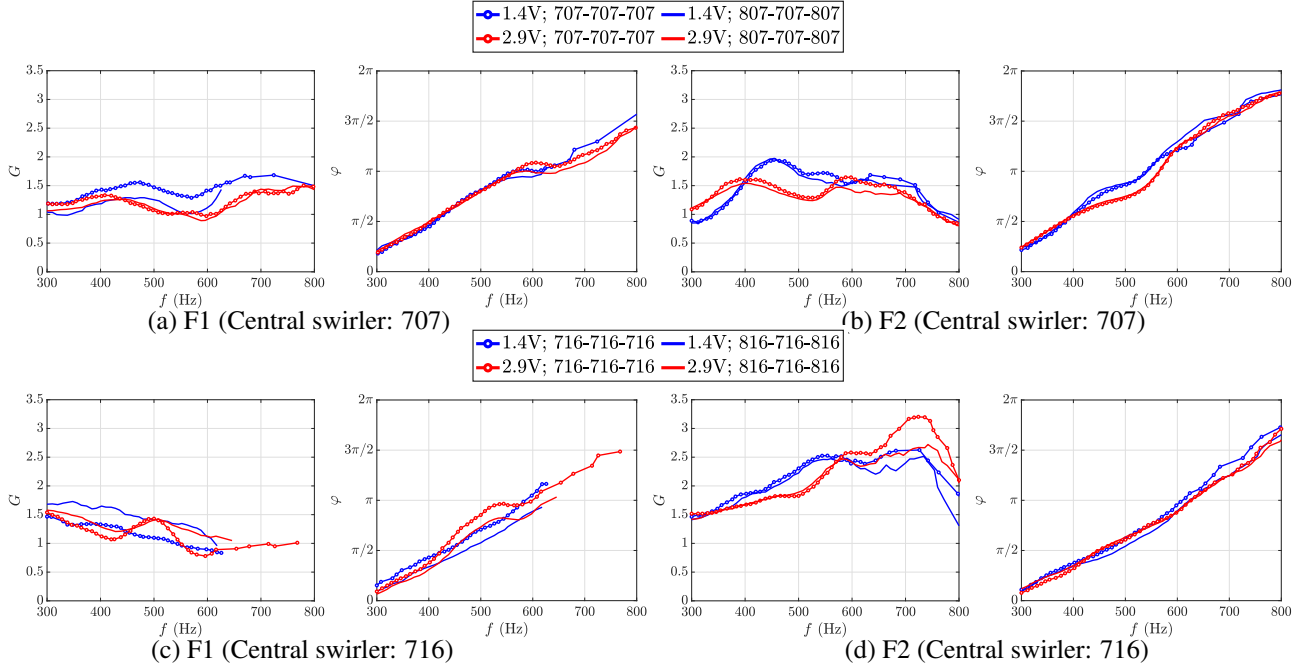 1.4V; 707-707-707 1.4V; 807-707-807
2.9V; 707-707-707 2.9V; 807-707-807
3.5
3
2.5
2
1.5
1
0.5
0
G
300 400 500 600 700 800
f (Hz)
2π
3π/2
π
π/2
0
φ
300 400 500 600 700 800
f (Hz)
3.5
3
2.5
2
1.5
1
0.5
0
G
300 400 500 600 700 800
f (Hz)
2π
3π/2
π
π/2
0
φ
300 400 500 600 700 800
f (Hz)
(a) F1 (Central swirler: 707)
(b) F2 (Central swirler: 707)
1.4V; 716-716-716 1.4V; 816-716-816
2.9V; 716-716-716 2.9V; 816-716-816
3.5
3
2.5
2
1.5
1
0.5
0
G
300 400 500 600 700 800
f (Hz)
2π
3π/2
π
π/2
0
φ
300 400 500 600 700 800
f (Hz)
3.5
3
2.5
2
1.5
1
0.5
0
G
300 400 500 600 700 800
f (Hz)
2π
3π/2
π
π/2
0
φ
300 400 500 600 700 800
f (Hz)
(c) F1 (Central swirler: 716)
(d) F2 (Central swirler: 716)